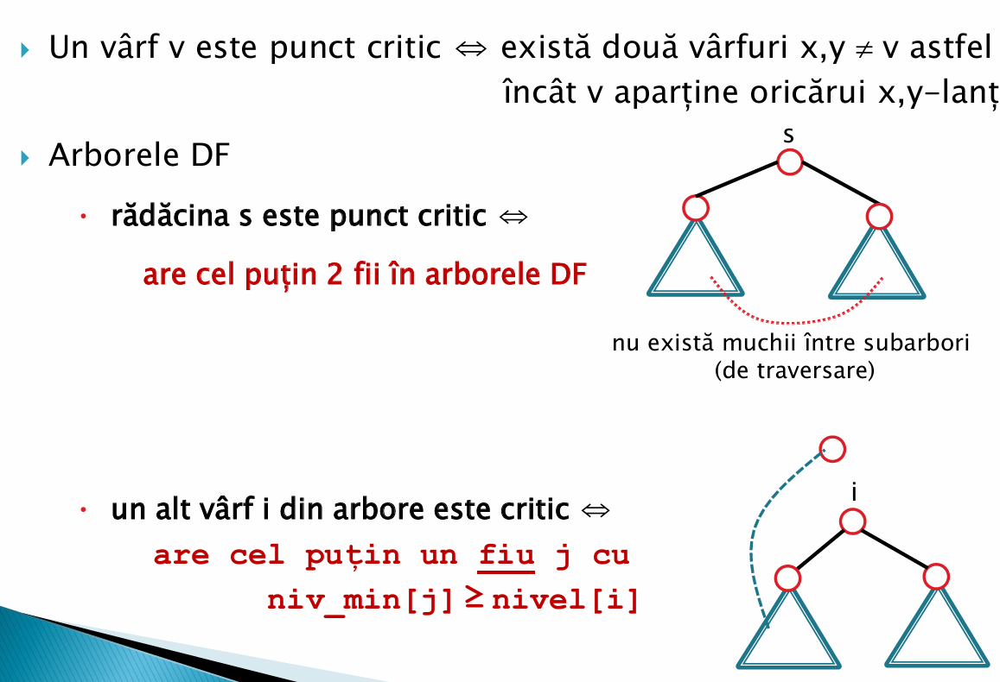 Un vârf v este punct critic ⇔ există două vârfuri x,y ≠ v astfel
încât v aparține oricărui x,y-lanț
Arborele DF
s
rădăcina s este punct critic ⇔
are cel puțin 2 fii în arborele DF
nu există muchii între subarbori
(de traversare)
i
un alt vârf i din arbore este critic ⇔
are cel puțin un fiu j cu
niv_min[j] ≥ nivel[i]